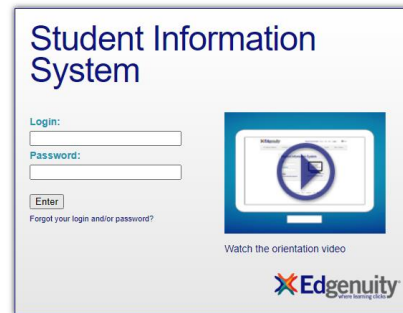 Student Information
System
Login:
Password:
Enter
Forgot your login and/or password?
Watch the orientation video
Edgenuity
where learning clicks